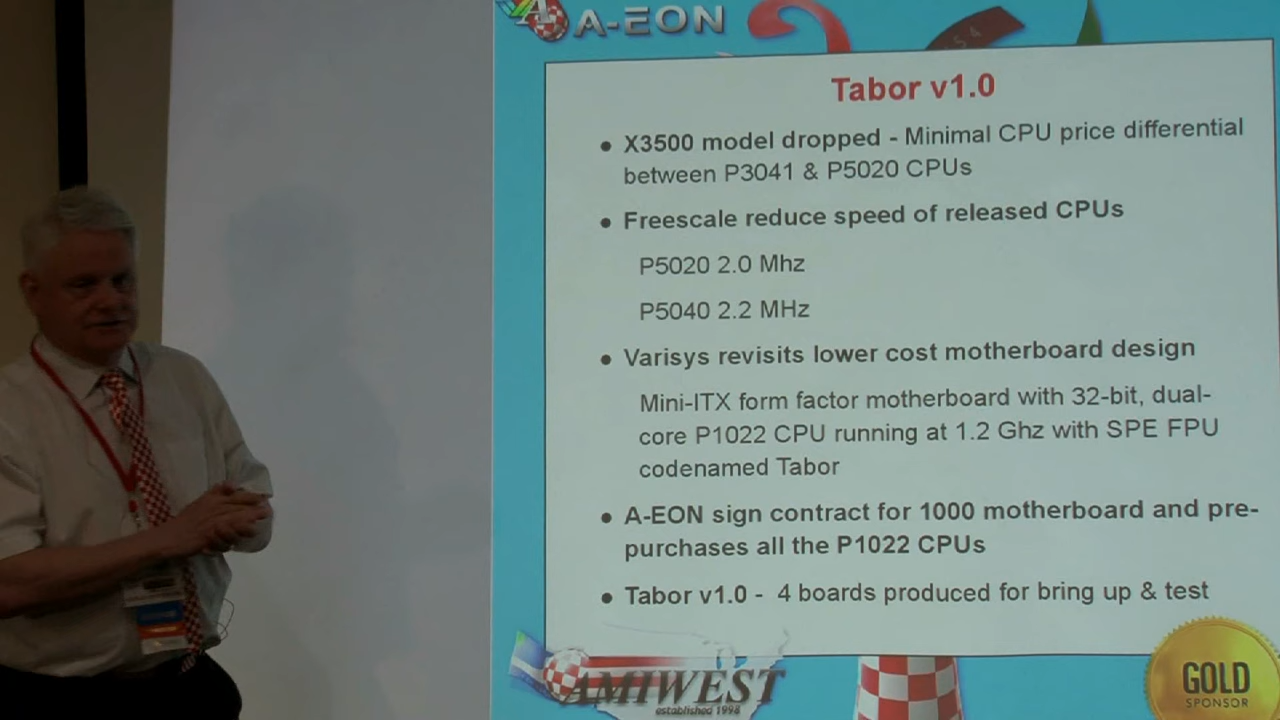 A-EON
Tabor v1.0
• X3500 model dropped - Minimal CPU price differential
between P3041 & P5020 CPUs
• Freescale reduce speed of released CPUs
P5020 2.0 Mhz
P5040 2.2 MHz
• Varisys revisits lower cost motherboard design
Mini-ITX form factor motherboard with 32-bit, dual-
core P1022 CPU running at 1.2 Ghz with SPE FPU
codenamed Tabor
• A-EON sign contract for 1000 motherboard and pre-
purchases all the P1022 CPUs
• Tabor v1.0 - 4 boards produced for bring up & test
AMIWEST
established 1998
GOLD
SPONSOR